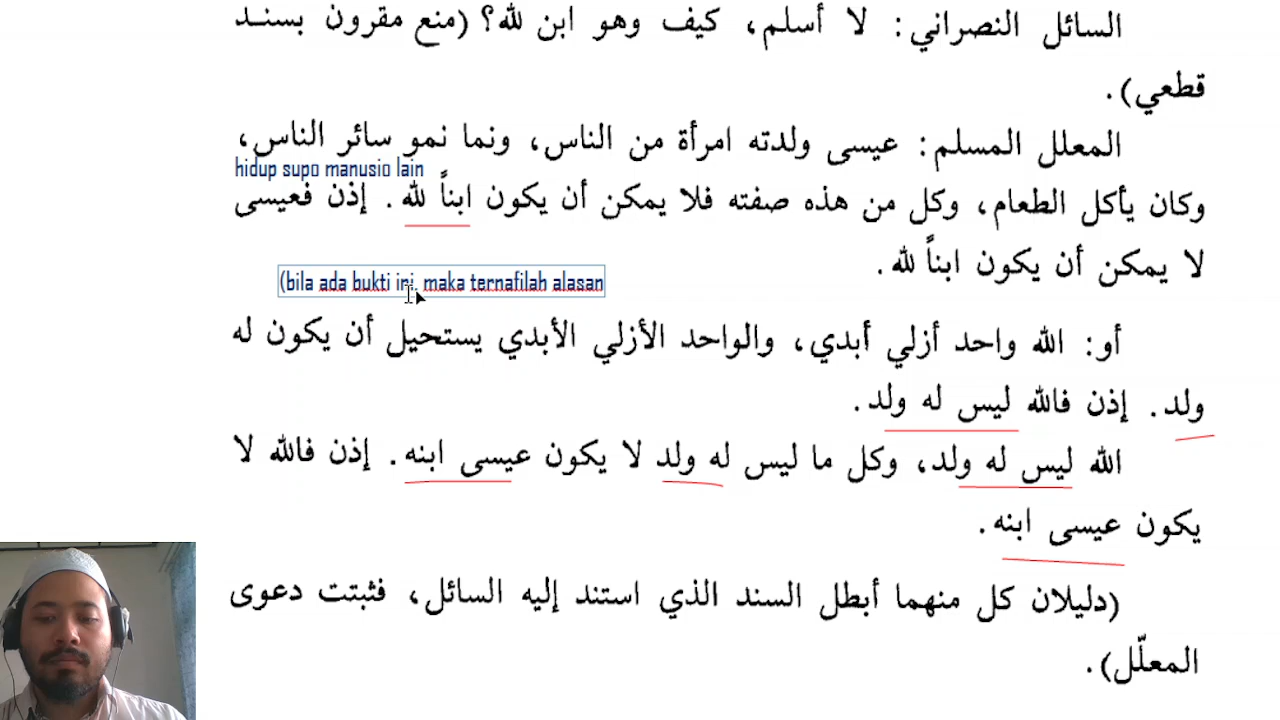 السائل النصراني: لا أسلم، كيف وهو ابن لله؟ (منع مقرون بسند
قطعي).
المعلل المسلم: عيسى ولدته امرأة من الناس، ونما نمو سائر الناس،
hidup supo manusio lain
وكان يأكل الطعام، وكل من هذه صفته فلا يمكن أن يكون ابناً لله. إذن فعيسى
لا يمكن أن يكون ابناً لله.
(bila ada bukti ini, maka ternafilah alasan
أو: الله واحد أزلي أبدي، والواحد الأزلي الأبدي يستحيل أن يكون له
ولد. إذن فالله ليس له ولد.
الله ليس له ولد، وكل ما ليس له ولد لا يكون عيسى ابنه. إذن فالله لا
يكون عيسى ابنه.
(دليلان كل منهما أبطل السند الذي استند إليه السائل، فثبتت دعوى
المعلّل).